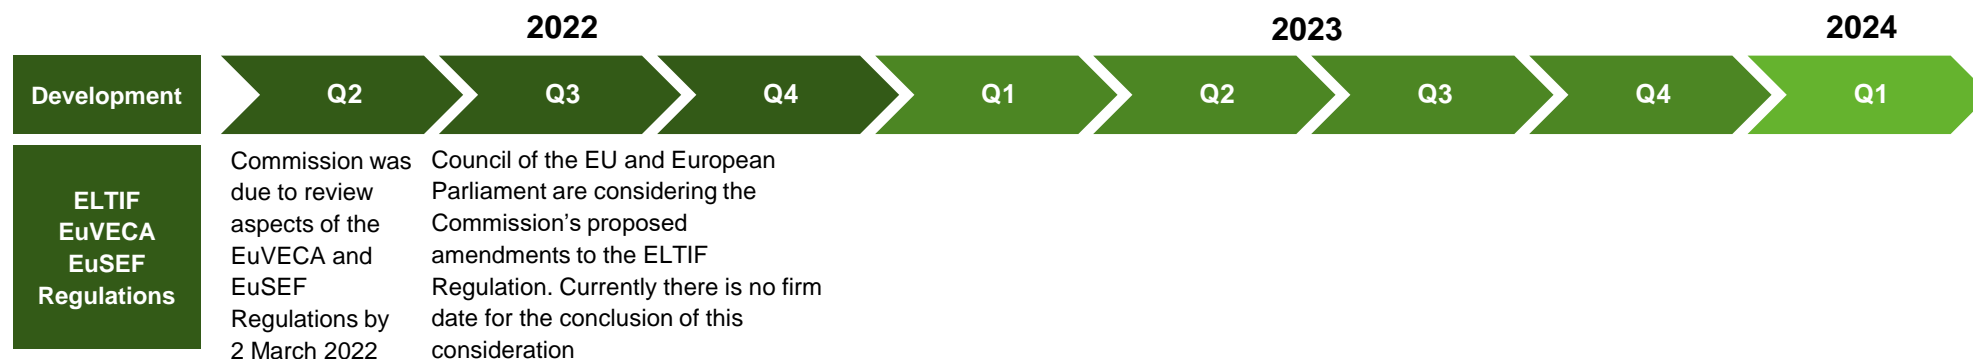 2022
2023
2024
Development
Q2
Q3
Q4
Q1
Q2
Q3
Q4
Q1
ELTIF
EuVECA
EuSEF
Regulations
Commission was
due to review
aspects of the
EuVECA and
EuSEF
Regulations by
2 March 2022
Council of the EU and European
Parliament are considering the
Commission’s proposed
amendments to the ELTIF
Regulation. Currently there is no firm
date for the conclusion of this
consideration